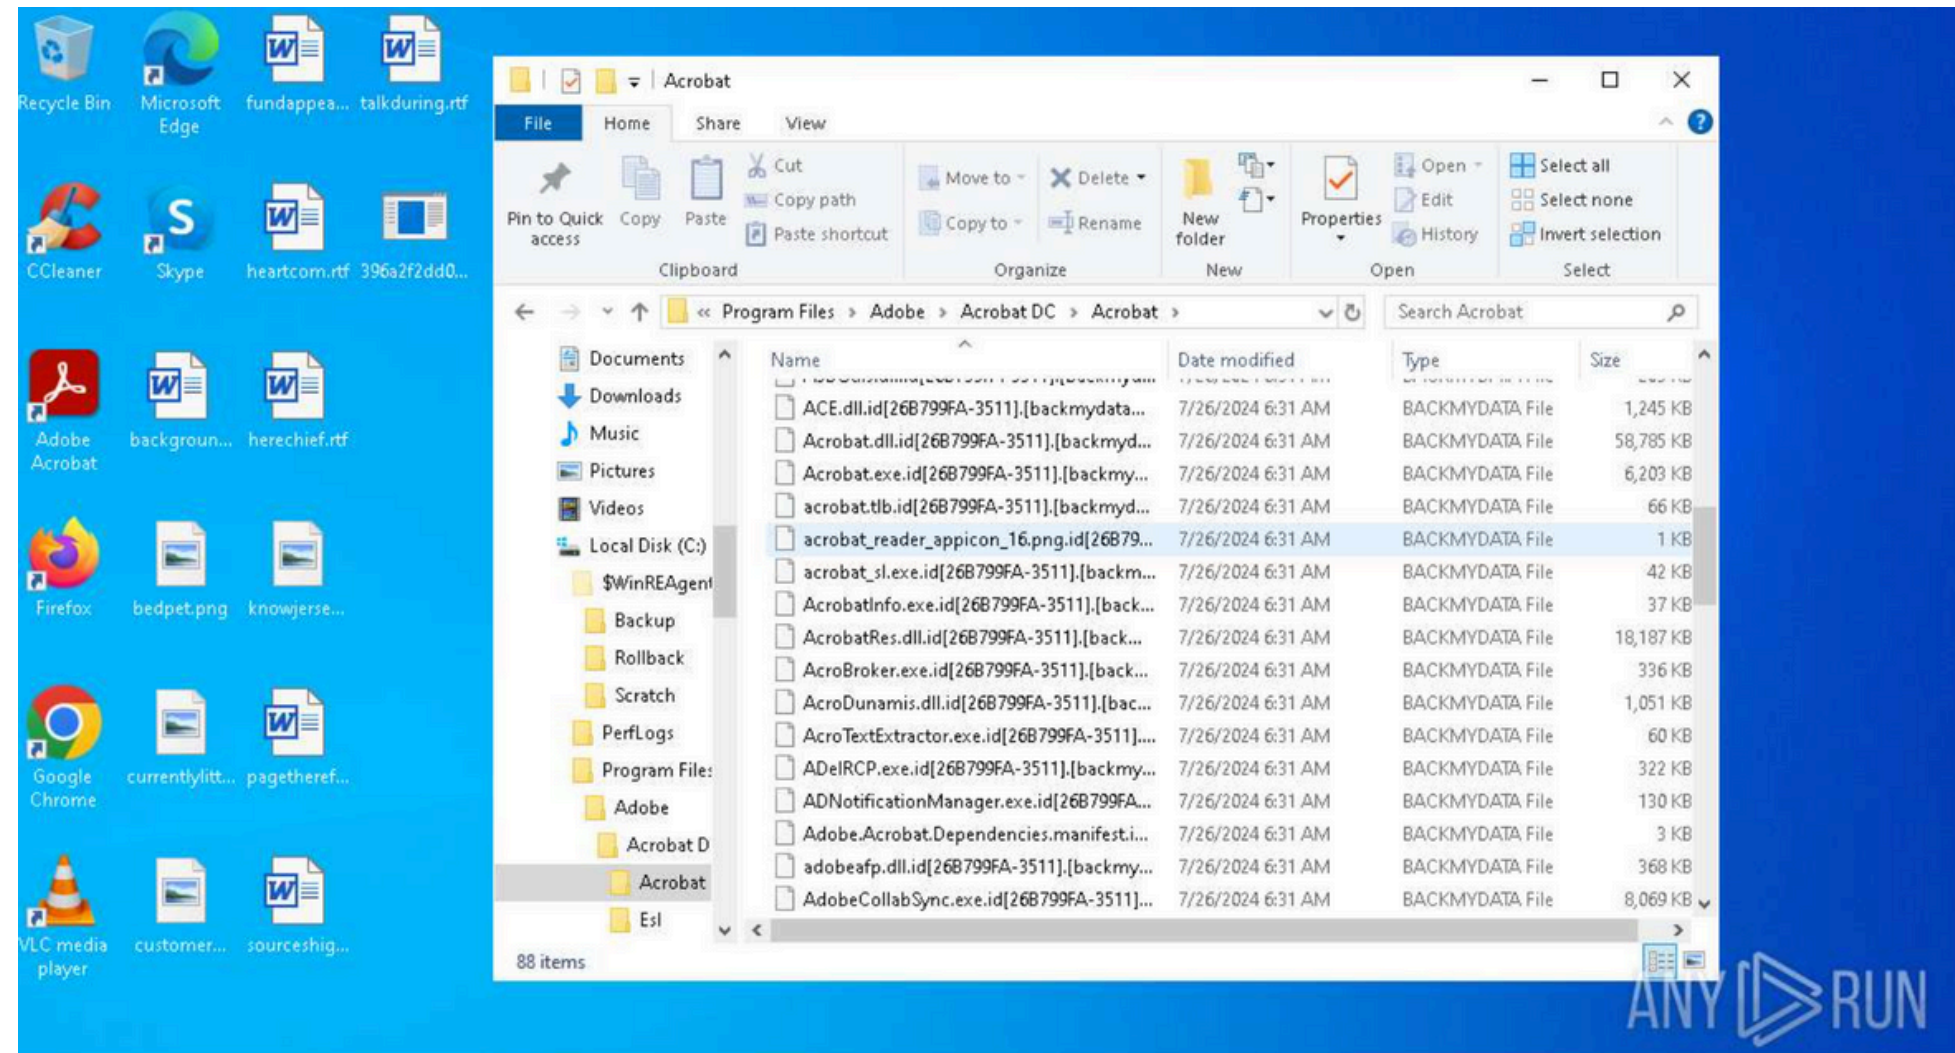 Recycle Bin
Microsoft
Edge
fundappea...
talkduring.rtf
CCleaner
Skype
heartcom.rtf
396a2f2dd0...
Adobe
Acrobat
backgroun...
herechief.rtf
Firefox
bedpet.png
knowjerse...
Google
Chrome
currentlylitt...
pagetheref...
VLC media
player
customer...
sourceshig...
Acrobat
File Home Share View
Pin to Quick
access
Copy
Paste
Cut
Copy path
Paste shortcut
Clipboard
Move to
Copy to
Delete
Rename
Organize
New
folder
New
Properties
Open
Edit
History
Open
Select all
Select none
Invert selection
Select
« Program Files > Adobe > Acrobat DC > Acrobat >
Search Acrobat
Documents
Downloads
Music
Pictures
Videos
Local Disk (C:)
$WinREAgent
Backup
Rollback
Scratch
PerfLogs
Program Files
Adobe
Acrobat D
Acrobat
Esl
Name Date modified Type Size
ACE.dll.id[26B799FA-3511].[backmydata... 7/26/2024 6:31 AM BACKMYDATA File 1,245 KB
Acrobat.dll.id[26B799FA-3511].[backmyd... 7/26/2024 6:31 AM BACKMYDATA File 58,785 KB
Acrobat.exe.id[26B799FA-3511].[backmy... 7/26/2024 6:31 AM BACKMYDATA File 6,203 KB
acrobat.tlb.id[26B799FA-3511].[backmyd... 7/26/2024 6:31 AM BACKMYDATA File 66 KB
acrobat_reader_appicon_16.png.id[26B79... 7/26/2024 6:31 AM BACKMYDATA File 1 KB
acrobat_sl.exe.id[26B799FA-3511].[backm... 7/26/2024 6:31 AM BACKMYDATA File 42 KB
AcrobatInfo.exe.id[26B799FA-3511].[back... 7/26/2024 6:31 AM BACKMYDATA File 37 KB
AcrobatRes.dll.id[26B799FA-3511].[back... 7/26/2024 6:31 AM BACKMYDATA File 18,187 KB
AcroBroker.exe.id[26B799FA-3511].[back... 7/26/2024 6:31 AM BACKMYDATA File 336 KB
AcroDunamis.dll.id[26B799FA-3511].[bac... 7/26/2024 6:31 AM BACKMYDATA File 1,051 KB
AcroTextExtractor.exe.id[26B799FA-3511].... 7/26/2024 6:31 AM BACKMYDATA File 60 KB
ADelRCP.exe.id[26B799FA-3511].[backmy... 7/26/2024 6:31 AM BACKMYDATA File 322 KB
ADNotificationManager.exe.id[26B799FA... 7/26/2024 6:31 AM BACKMYDATA File 130 KB
Adobe.Acrobat.Dependencies.manifest.i... 7/26/2024 6:31 AM BACKMYDATA File 3 KB
adobeafp.dll.id[26B799FA-3511].[backmy... 7/26/2024 6:31 AM BACKMYDATA File 368 KB
AdobeCollabSync.exe.id[26B799FA-3511]... 7/26/2024 6:31 AM BACKMYDATA File 8,069 KB
88 items
ANY RUN